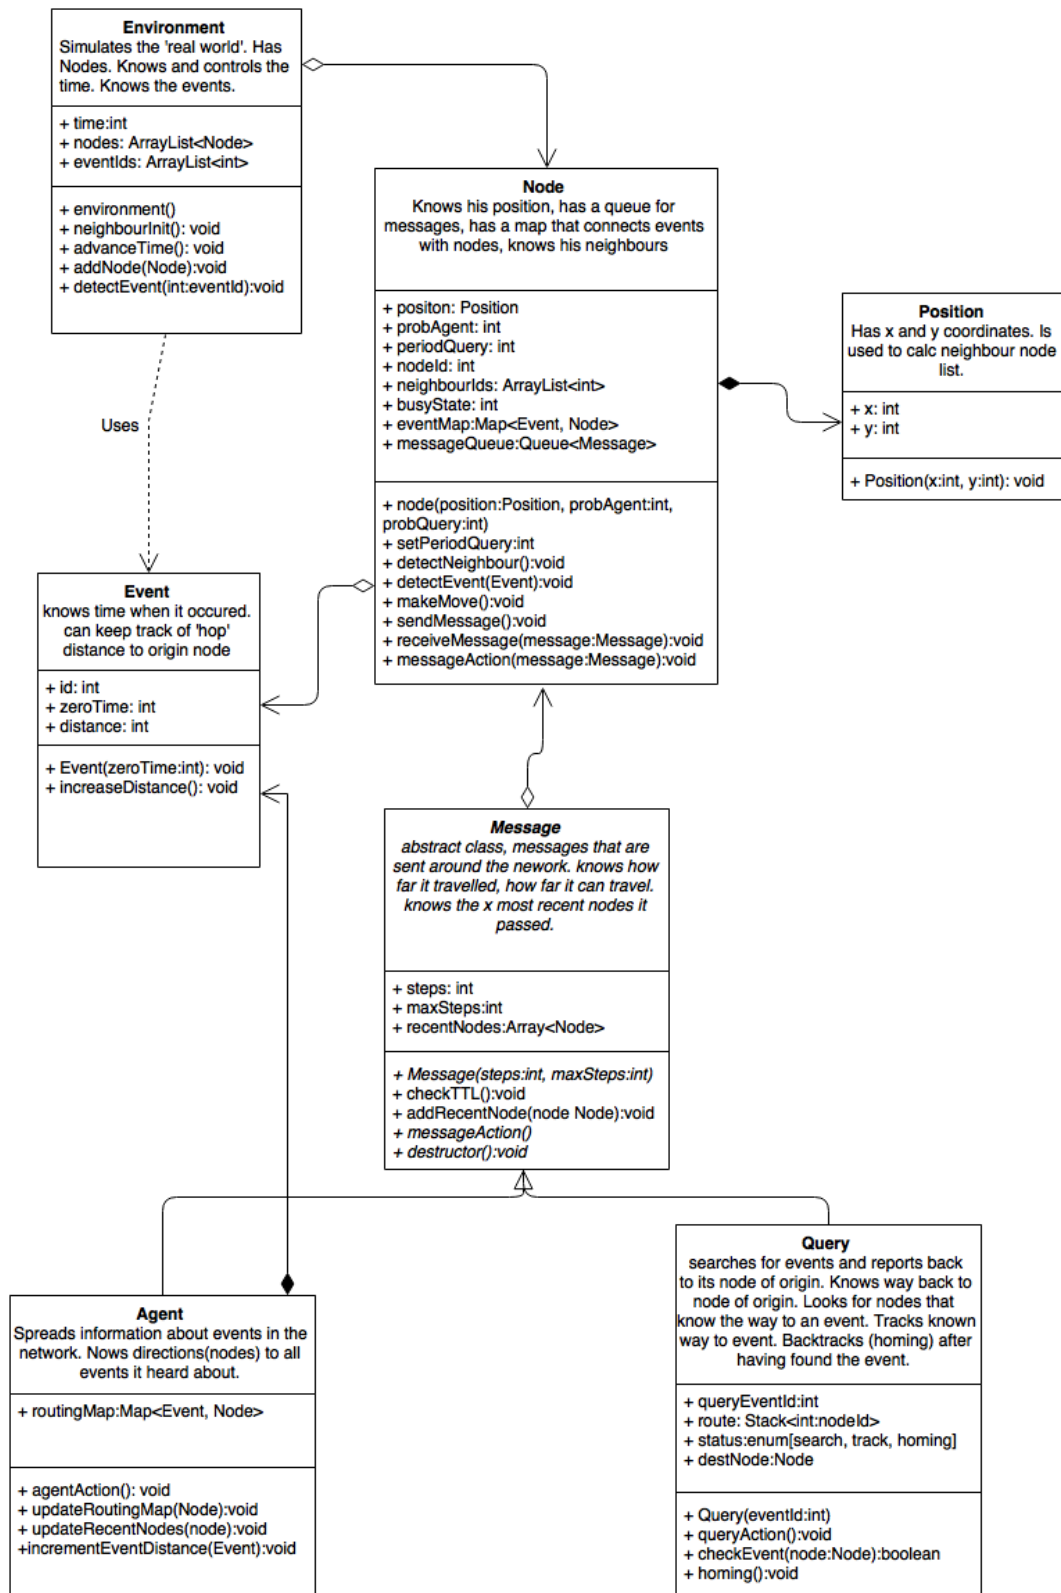 Environment
Simulates the 'real world'. Has
Nodes. Knows and controls the
time. Knows the events.
+ time:int
+ nodes: ArrayList<Node>
+ eventIds: ArrayList<int>
+ environment()
+ neighbourInit(): void
+ advanceTime(): void
+ addNode(Node):void
+ detectEvent(int:eventId):void
Node
Knows his position, has a queue for
messages, has a map that connects events
with nodes, knows his neighbours
+ positon: Position
+ probAgent: int
+ periodQuery: int
+ nodeId: int
+ neighbourIds: ArrayList<int>
+ busyState: int
+ eventMap:Map<Event, Node>
+ messageQueue:Queue<Message>
+ node(position:Position, probAgent:int,
probQuery:int)
+ setPeriodQuery:int
+ detectNeighbour():void
+ detectEvent(Event):void
+ makeMove():void
+ sendMessage():void
+ receiveMessage(message:Message):void
+ messageAction(message:Message):void
Position
Has x and y coordinates. Is
used to calc neighbour node
list.
+ x: int
+ y: int
+ Position(x:int, y:int): void
Uses
Event
knows time when it occured.
can keep track of 'hop'
distance to origin node
+ id: int
+ zeroTime: int
+ distance: int
+ Event(zeroTime:int): void
+ increaseDistance(): void
Message
abstract class, messages that are
sent around the nework. knows how
far it travelled, how far it can travel.
knows the x most recent nodes it
passed.
+ steps: int
+ maxSteps:int
+ recentNodes:Array<Node>
+ Message(steps:int, maxSteps:int)
+ checkTTL():void
+ addRecentNode(node Node):void
+ messageAction()
+ destructor():void
Agent
Spreads information about events in the
network. Nows directions(nodes) to all
events it heard about.
+ routingMap:Map<Event, Node>
+ agentAction(): void
+ updateRoutingMap(Node):void
+ updateRecentNodes(node):void
+incrementEventDistance(Event):void
Query
searches for events and reports back
to its node of origin. Knows way back to
node of origin. Looks for nodes that
know the way to an event. Tracks known
way to event. Backtracks (homing) after
having found the event.
+ queryEventId:int
+ route: Stack<int:nodeId>
+ status:enum[search, track, homing]
+ destNode:Node
+ Query(eventId:int)
+ queryAction():void
+ checkEvent(node:Node):boolean
+ homing():void